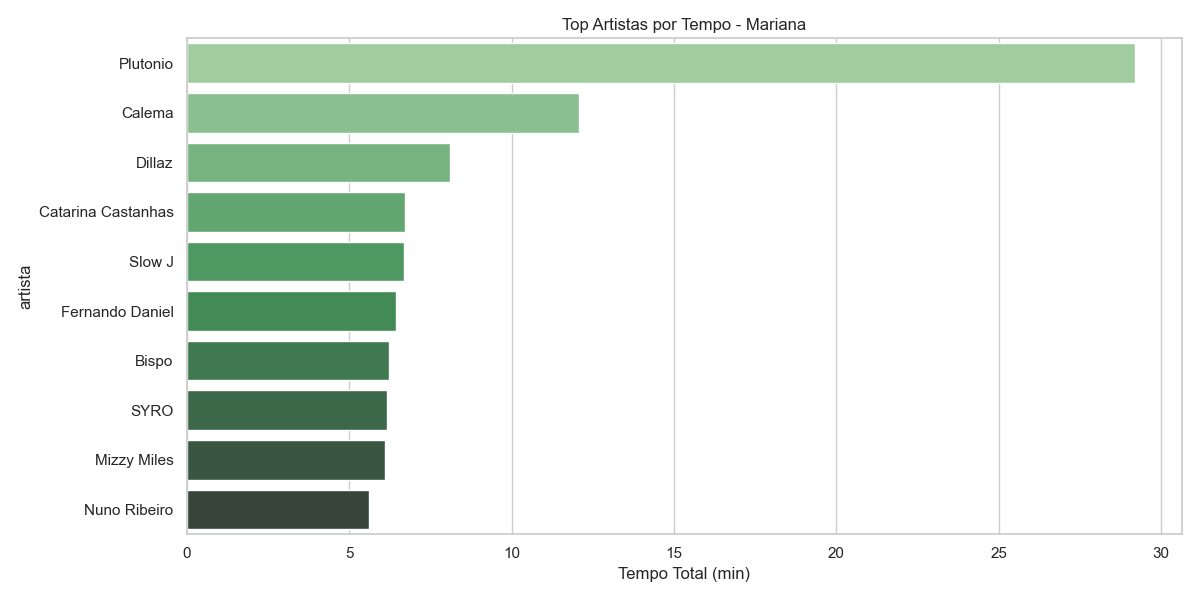 Top Artistas por Tempo - Mariana
Plutonio
Calema
Dillaz
Catarina Castanhas
Slow J
Fernando Daniel
Bispo
SYRO
Mizzy Miles
Nuno Ribeiro
artista
0 5 10 15 20 25 30
Tempo Total (min)